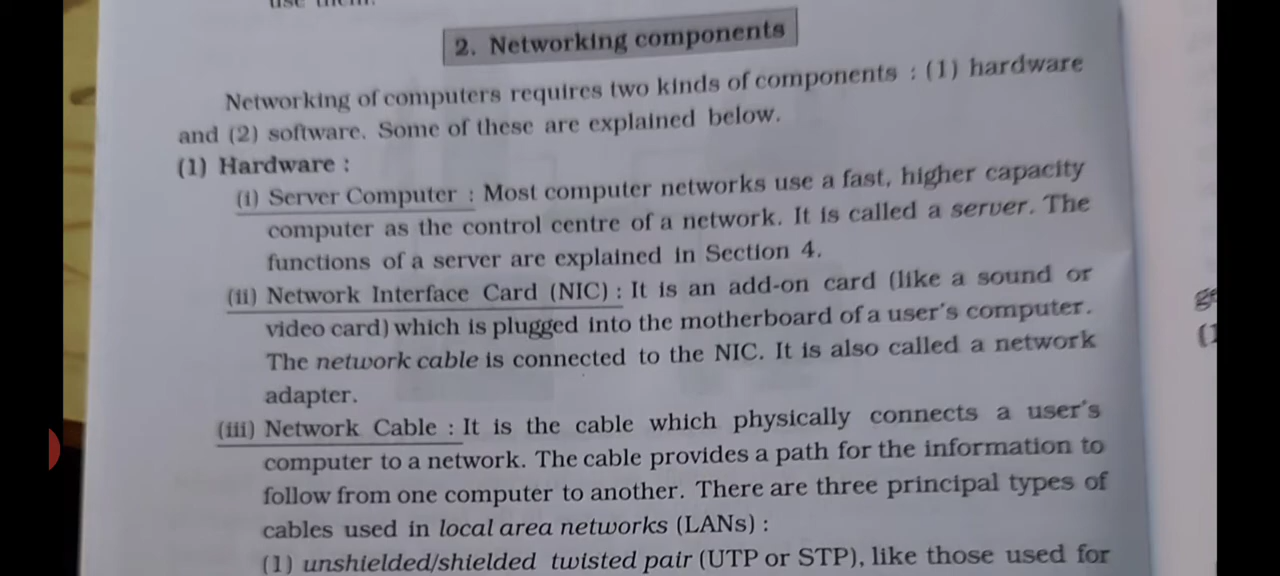 use them.
2. Networking components
Networking of computers requires two kinds of components : (1) hardware
and (2) software. Some of these are explained below.
(1) Hardware :
(i) Server Computer : Most computer networks use a fast, higher capacity
computer as the control centre of a network. It is called a server. The
functions of a server are explained in Section 4.
(ii) Network Interface Card (NIC) : It is an add-on card (like a sound or
video card) which is plugged into the motherboard of a user's computer.
The network cable is connected to the NIC. It is also called a network
adapter.
(iii) Network Cable : It is the cable which physically connects a user's
computer to a network. The cable provides a path for the information to
follow from one computer to another. There are three principal types of
cables used in local area networks (LANs) :
(1) unshielded/shielded twisted pair (UTP or STP), like those used for